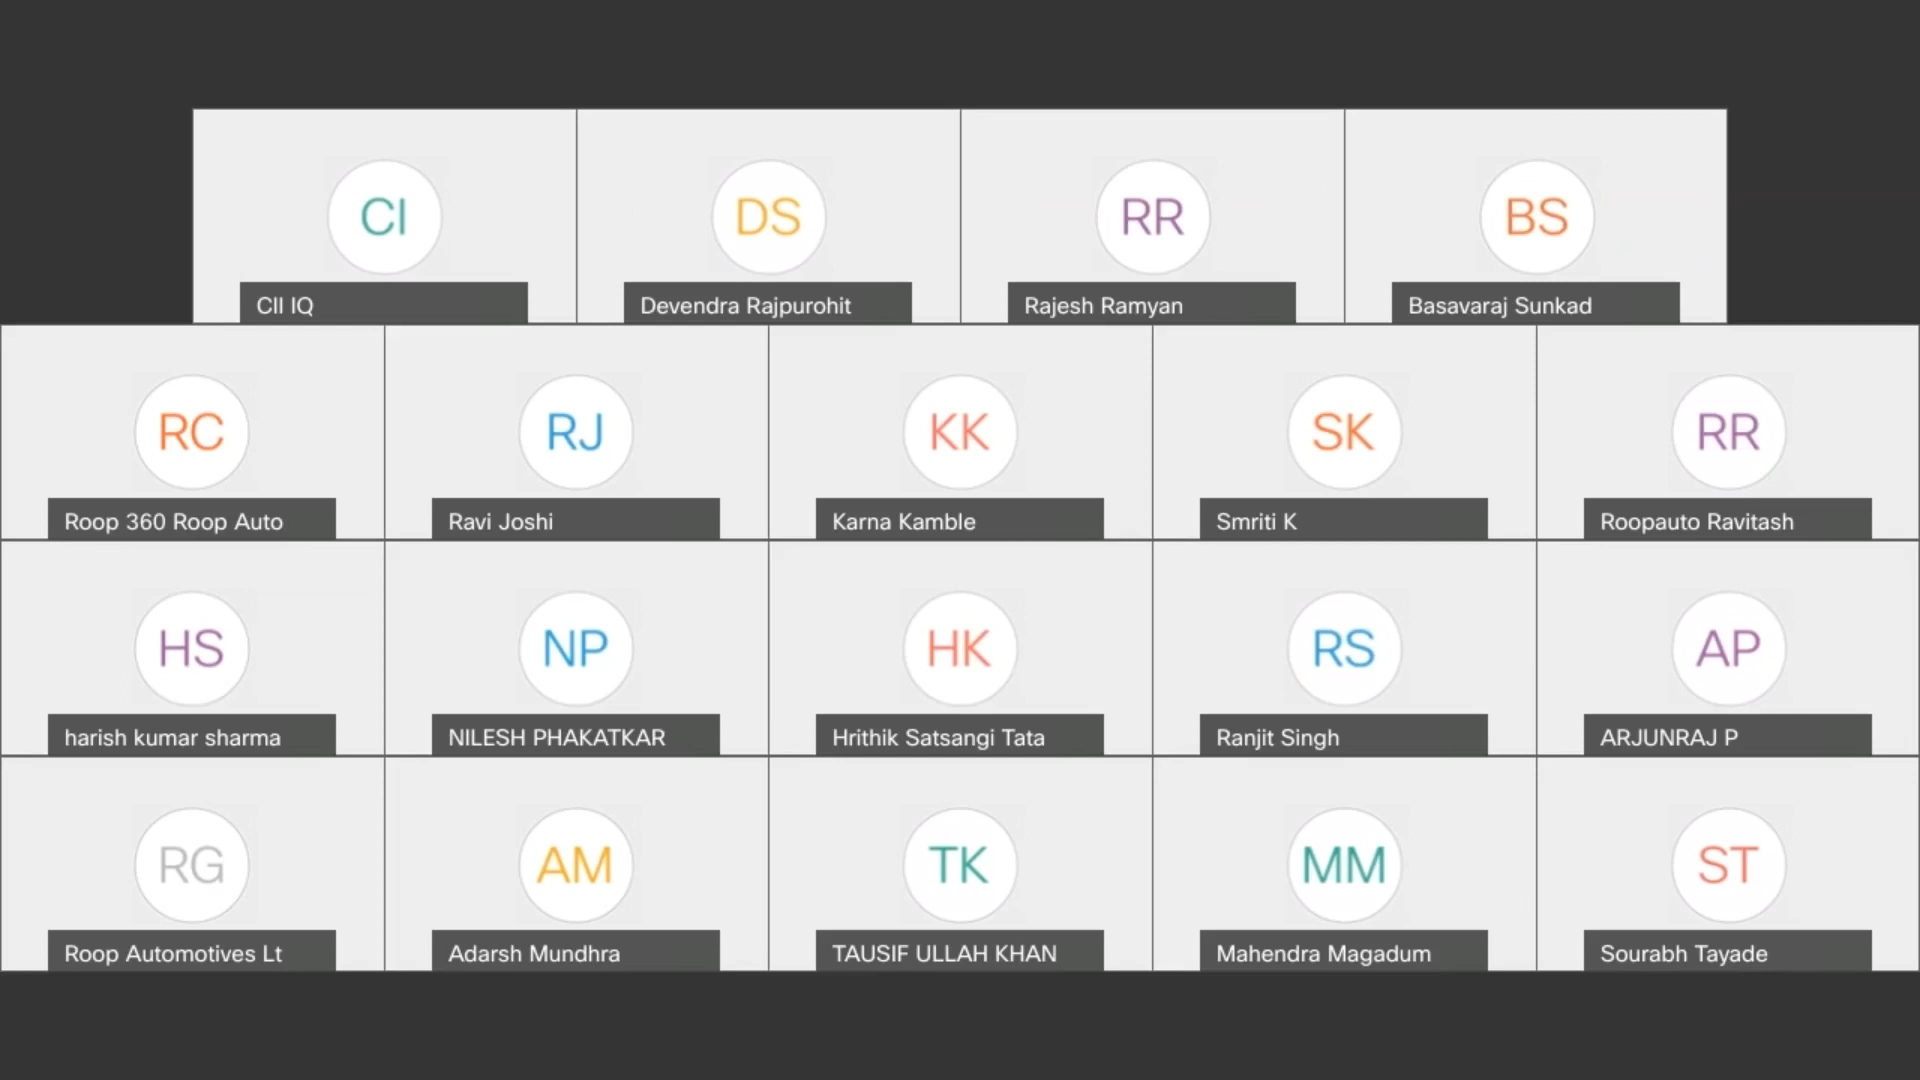 CI
DS
RR
BS
CII IQ
Devendra Rajpurohit
Rajesh Ramyan
Basavaraj Sunkad
RC
RJ
KK
SK
RR
Roop 360 Roop Auto
Ravi Joshi
Karna Kamble
Smriti K
Roopauto Ravitash
HS
NP
HK
RS
AP
harish kumar sharma
NILESH PHAKATKAR
Hrithik Satsangi Tata
Ranjit Singh
ARJUNRAJ P
RG
AM
TK
MM
ST
Roop Automotives Lt
Adarsh Mundhra
TAUSIF ULLAH KHAN
Mahendra Magadum
Sourabh Tayade